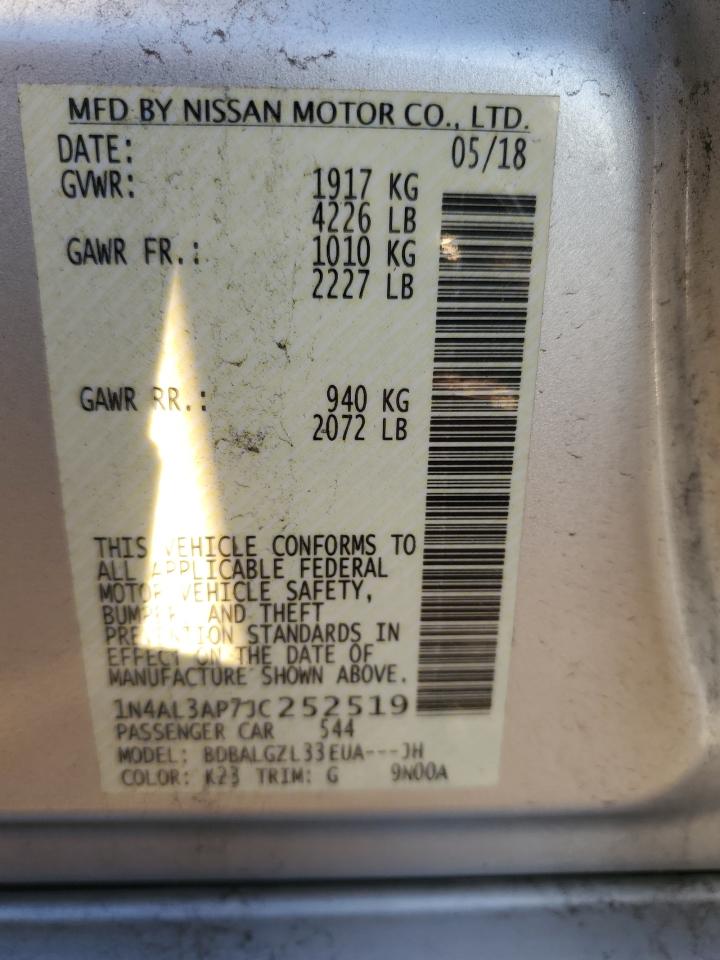 MFD BY NISSAN MOTOR CO., LTD.
DATE: 05/18
GVWR: 1917 KG
4226 LB
GAWR FR.: 1010 KG
2227 LB
GAWR RR.: 940 KG
2072 LB
THIS VEHICLE CONFORMS TO
ALL APPLICABLE FEDERAL
MOTOR VEHICLE SAFETY,
BUMPER AND THEFT
PREVENTION STANDARDS IN
EFFECT ON THE DATE OF
MANUFACTURE SHOWN ABOVE.
1N4AL3AP7JC252519
PASSENGER CAR 544
MODEL: BDBALGZL33EUA---JH
COLOR: K23 TRIM: G 9N00A